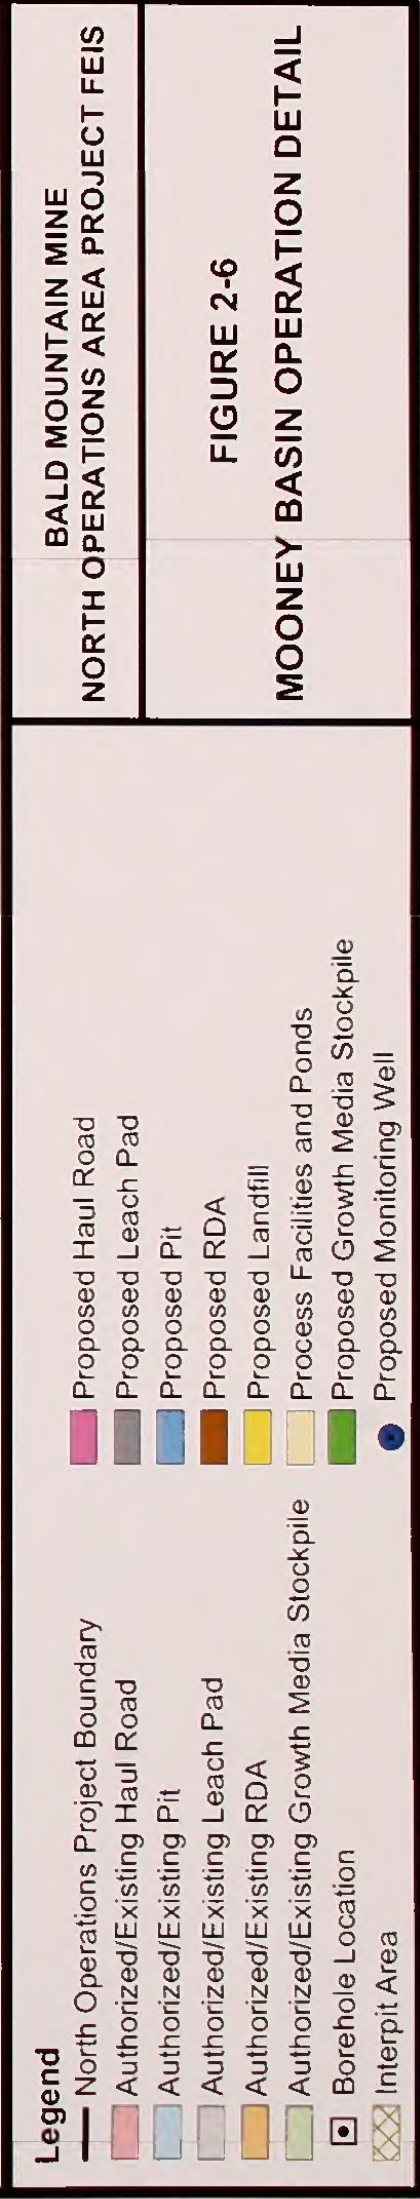 Legend
North Operations Project Boundary
Authorized/Existing Haul Road
Authorized/Existing Pit
Authorized/Existing Leach Pad
Authorized/Existing RDA
Authorized/Existing Growth Media Stockpile
Borehole Location
Interpit Area
Proposed Haul Road
Proposed Leach Pad
Proposed Pit
Proposed RDA
Proposed Landfill
Process Facilities and Ponds
Proposed Growth Media Stockpile
Proposed Monitoring Well
BALD MOUNTAIN MINE
NORTH OPERATIONS AREA PROJECT FEIS
FIGURE 2-6
MOONEY BASIN OPERATION DETAIL